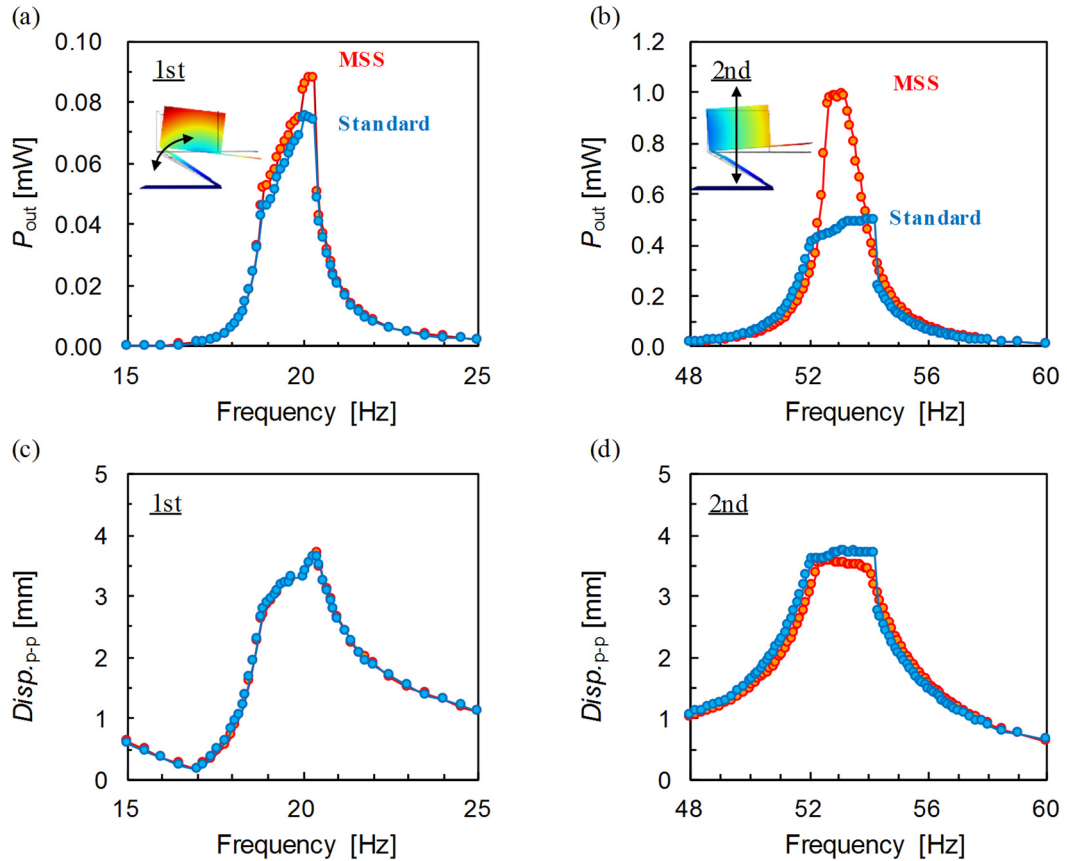 (a)
0.10
0.08
0.06
0.04
0.02
0.00
P_out [mW]
1st
MSS
Standard
15
20
25
Frequency [Hz]
(b)
1.2
1.0
0.8
0.6
0.4
0.2
0.0
P_out [mW]
2nd
MSS
Standard
48
52
56
60
Frequency [Hz]
(c)
5
4
3
2
1
0
Disp.p-p [mm]
1st
15
20
25
Frequency [Hz]
(d)
5
4
3
2
1
0
Disp.p-p [mm]
2nd
48
52
56
60
Frequency [Hz]